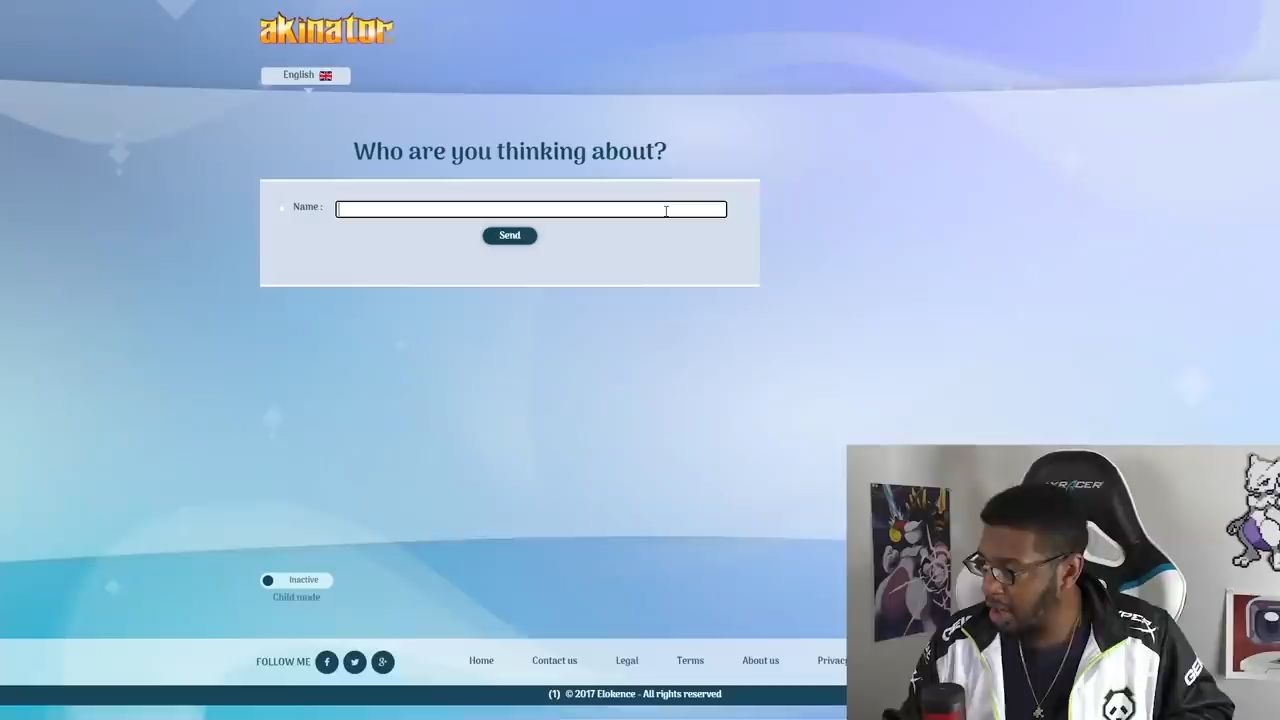 akinator
English
Who are you thinking about?
Name :
Send
Inactive
Child mode
FOLLOW ME
Home
Contact us
Legal
Terms
About us
(1) © 2017 Elokence - All rights reserved